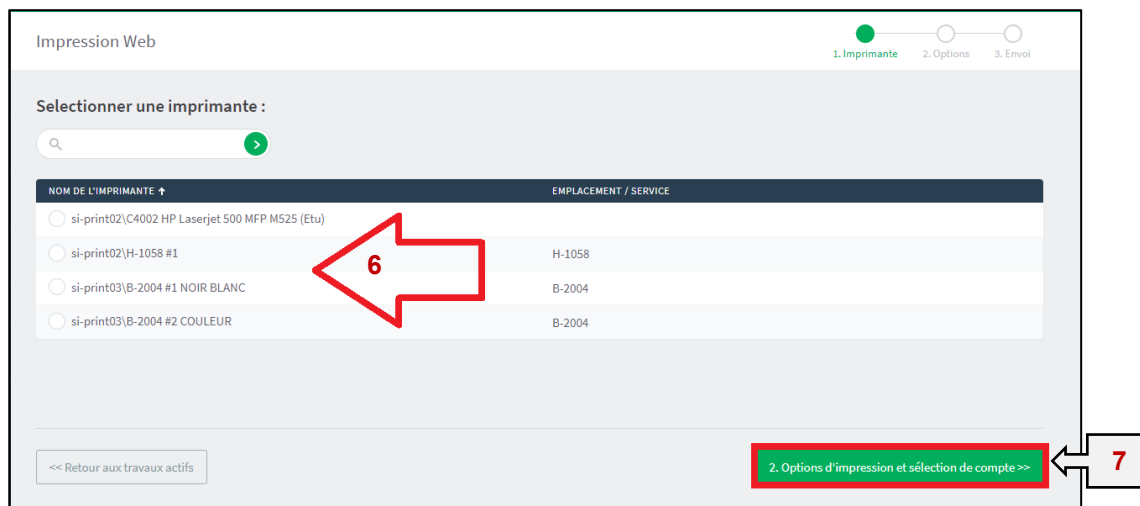 Impression Web
1. Imprimante 2. Options 3. Envoi
Selectionner une imprimante :
NOM DE L'IMPRIMANTE ↑ EMPLACEMENT / SERVICE
si-print02\C4002 HP Laserjet 500 MFP M525 (Etu)
si-print02\H-1058 #1 H-1058
6
si-print03\B-2004 #1 NOIR BLANC B-2004
si-print03\B-2004 #2 COULEUR B-2004
<< Retour aux travaux actifs 2. Options d'impression et sélection de compte >> 7